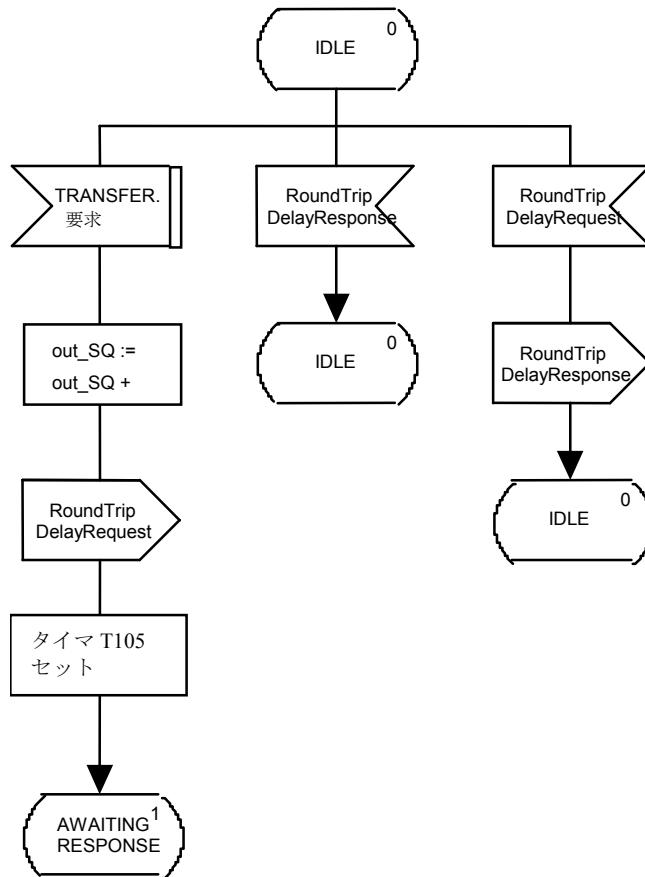 0
IDLE
TRANSFER.
要求
RoundTrip
DelayResponse
RoundTrip
DelayRequest
out_SQ :=
out_SQ +
0
IDLE
RoundTrip
DelayResponse
RoundTrip
DelayRequest
0
IDLE
タイマ T105
セット
1
AWAITING
RESPONSE